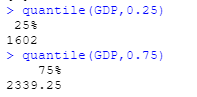 > quantile(GDP,0.25)
25%
1602
> quantile(GDP,0.75)
75%
2339.25